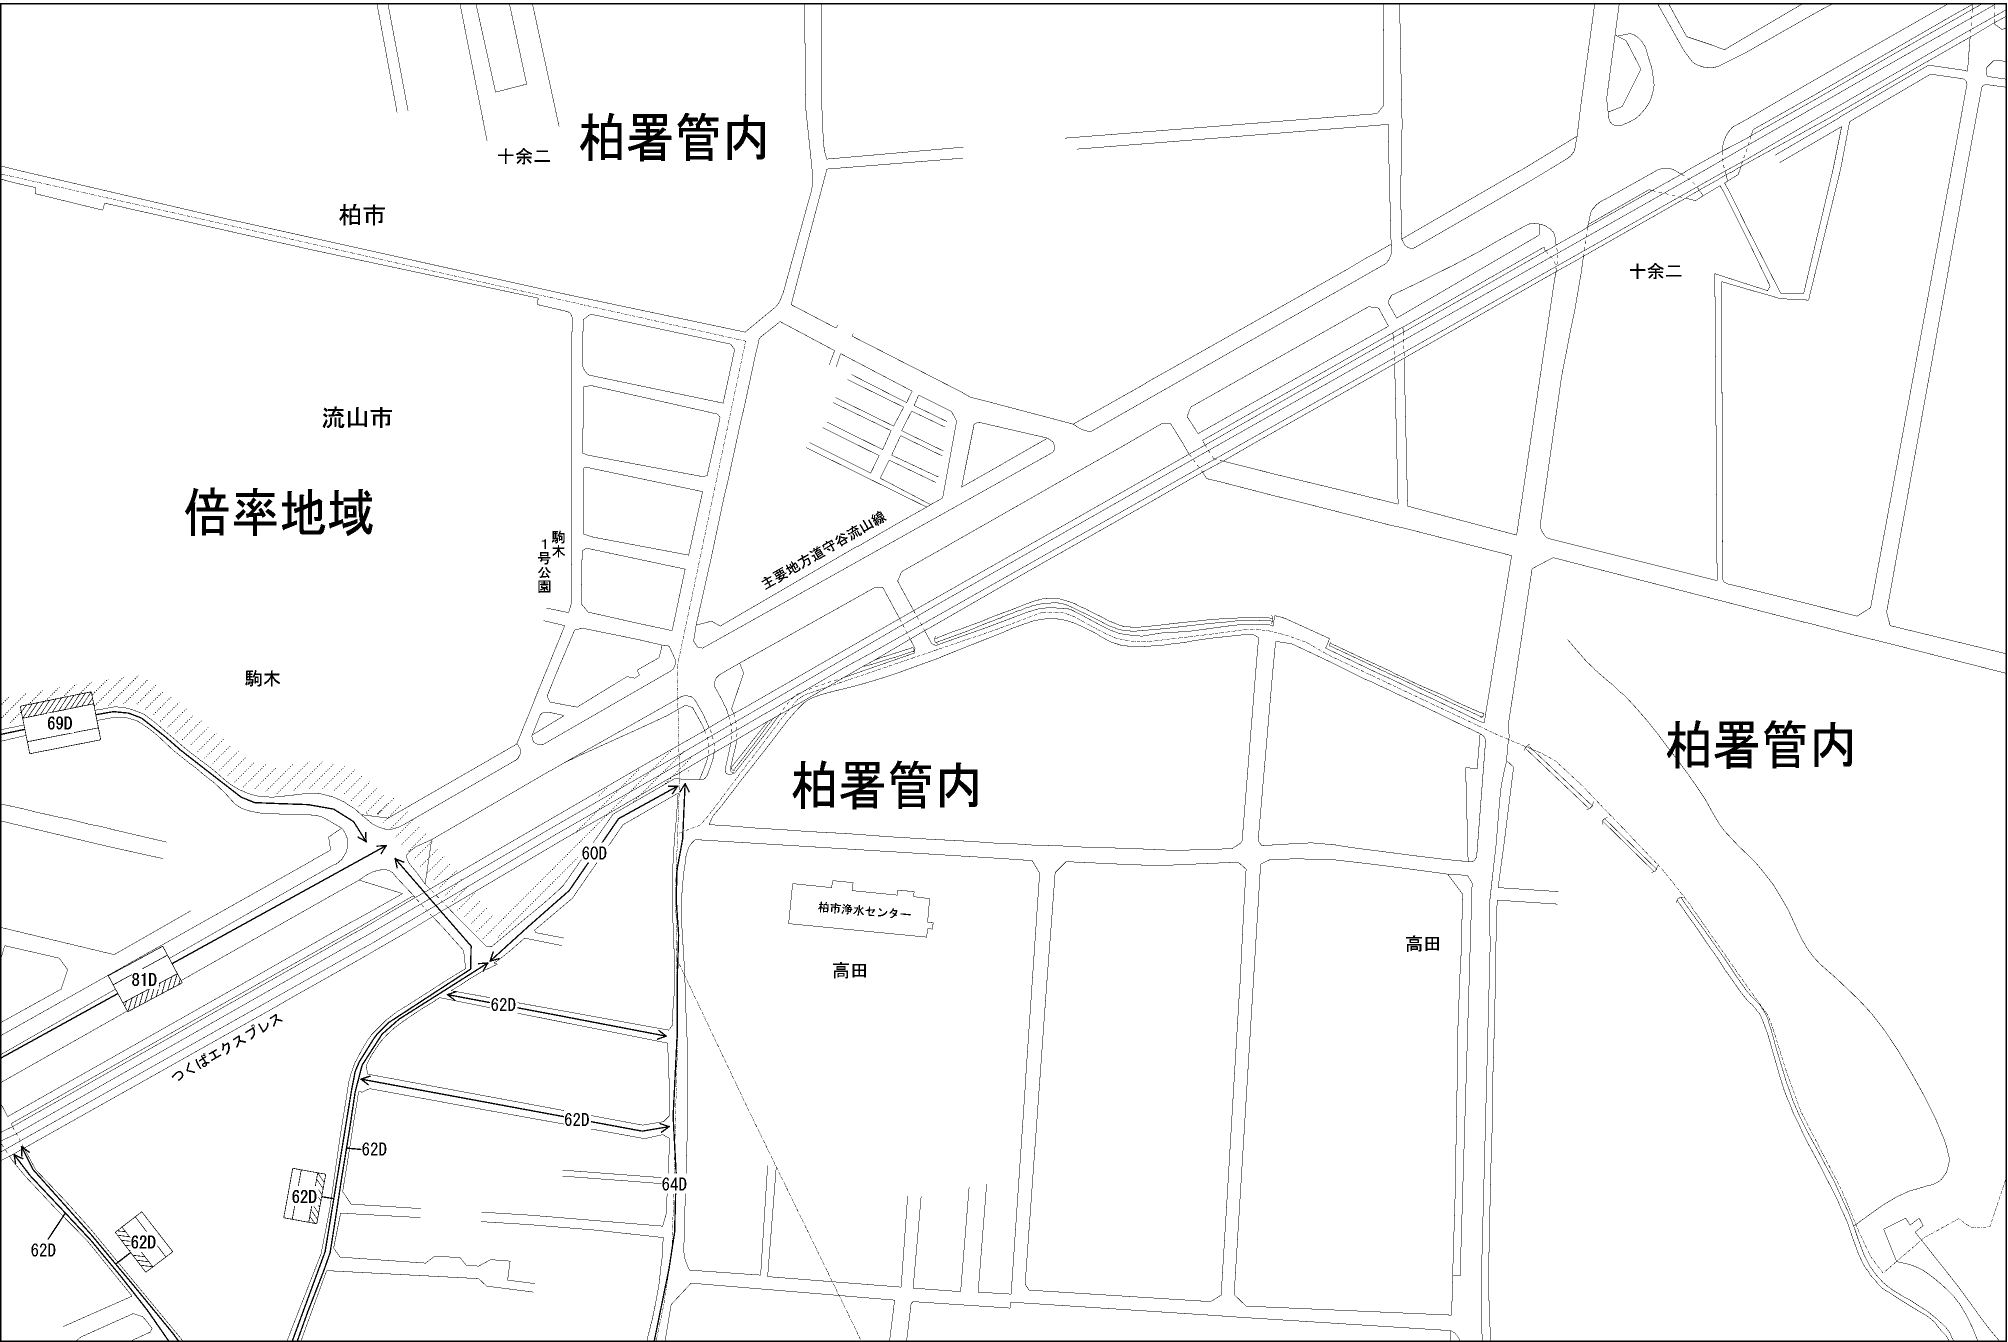 柏署管内
十余二
柏市
十余二
流山市
倍率地域
主要地方道守谷流山線
駒木
1号公園
駒木
69D
柏署管内
柏署管内
60D
柏市浄水センター
高田
高田
81D
62D
つくばエクスプレス
62D
62D
64D
62D
62D
62D